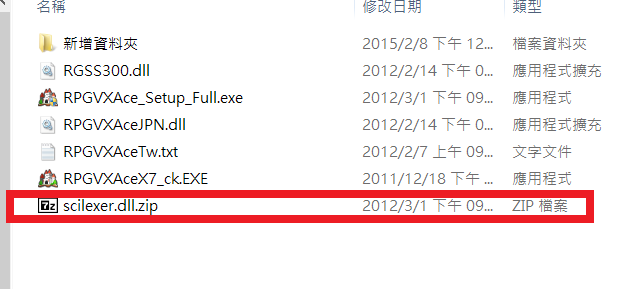 名稱 修改日期 類型
新增資料夾 2015/2/8 下午 12... 檔案資料夾
RGSS300.dll 2012/2/14 下午 0... 應用程式擴充
RPGVXAce_Setup_Full.exe 2012/3/1 下午 09... 應用程式
RPGVXAceJPN.dll 2012/2/14 下午 0... 應用程式擴充
RPGVXAceTw.txt 2012/2/7 上午 09... 文字文件
RPGVXAceX7_ck.EXE 2011/12/18 下午 ... 應用程式
scilexer.dll.zip 2012/3/1 下午 09... ZIP 檔案